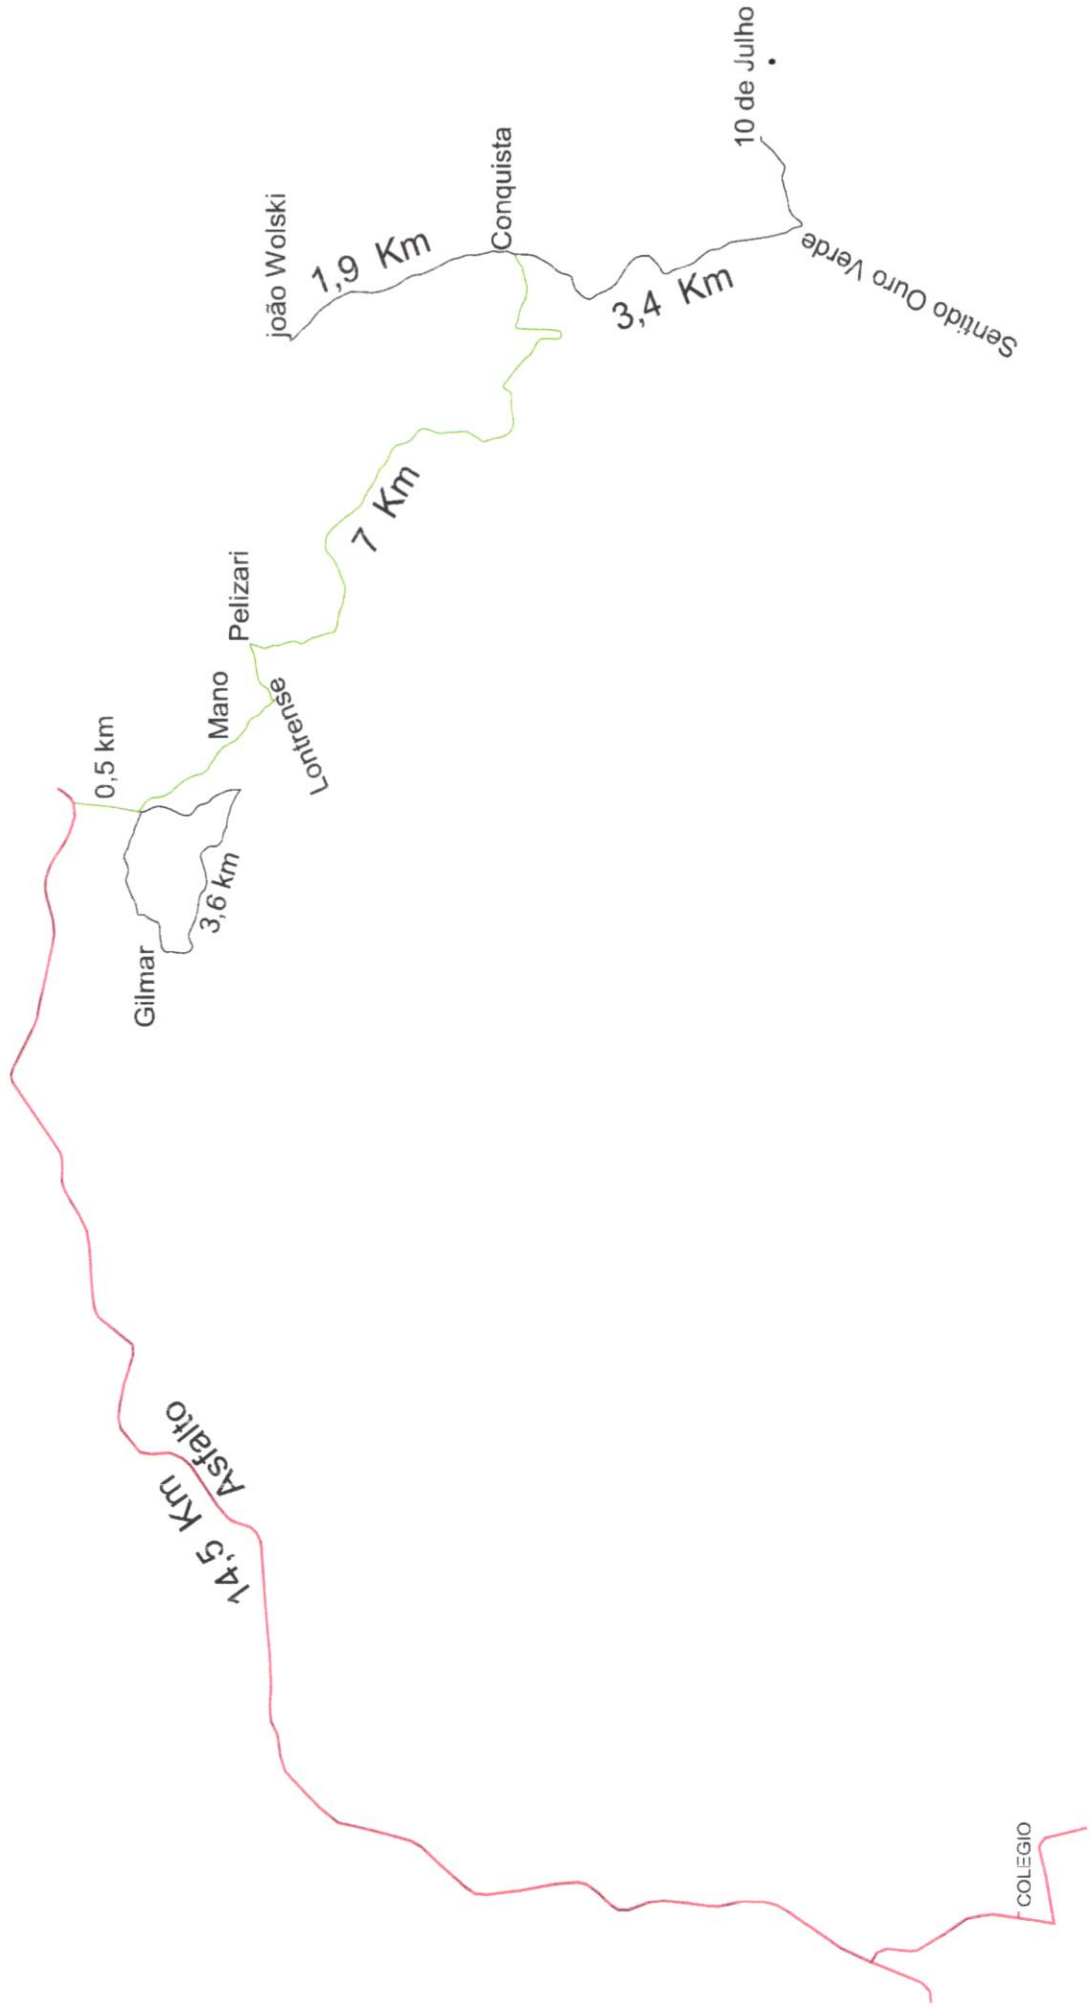 10 de Julho
Conquista
joão Wolski
1,9 Km
3,4 Km
Sentido Ouro Verde
7 Km
Pelizari
Mano
Lontrense
0,5 km
3,6 km
Gilmar
14,5 Km
Asfalto
COLEGIO